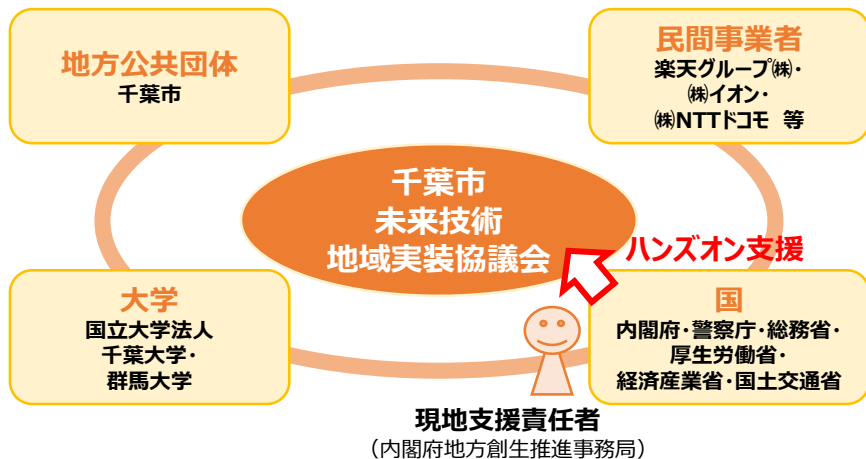 地方公共団体
千葉市
民間事業者
楽天グループ㈱・
㈱イオン・
㈱NTTドコモ 等
千葉市
未来技術
地域実装協議会
ハンズオン支援
大学
国立大学法人
千葉大学・
群馬大学
国
内閣府・警察庁・総務省・
厚生労働省・
経済産業省・国土交通省
現地支援責任者
（内閣府地方創生推進事務局）